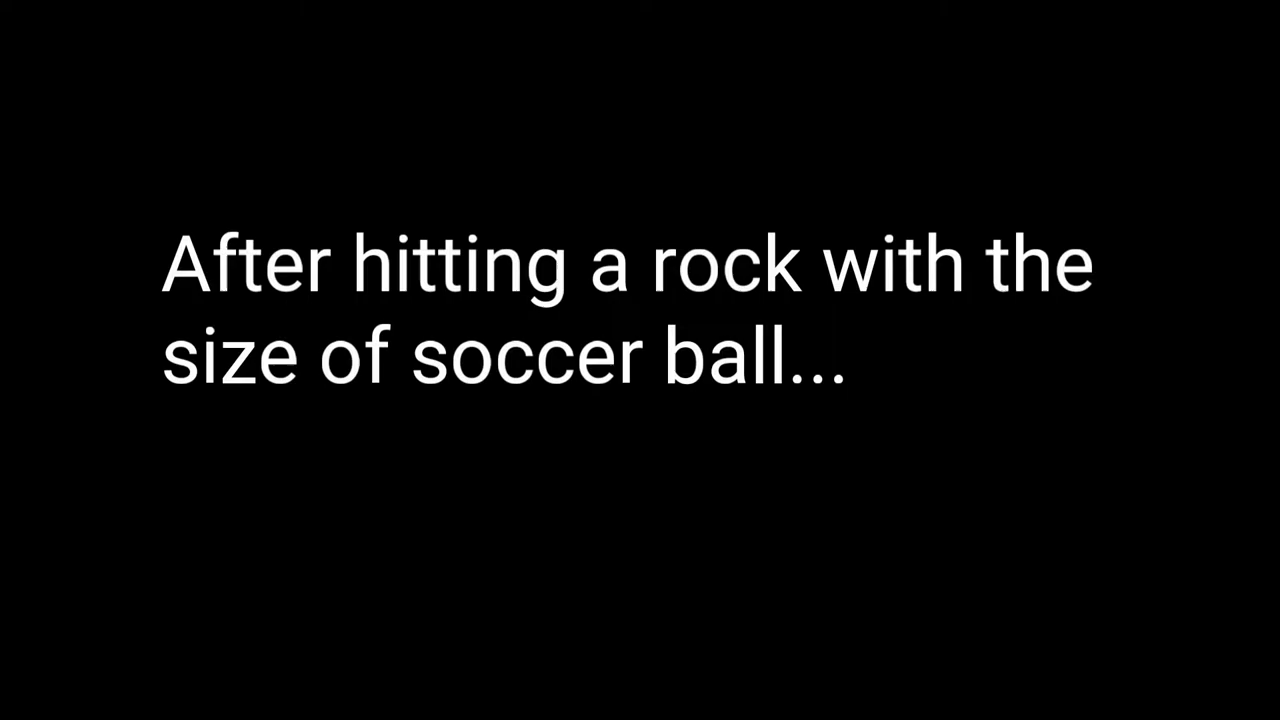 After hitting a rock with the
size of soccer ball...